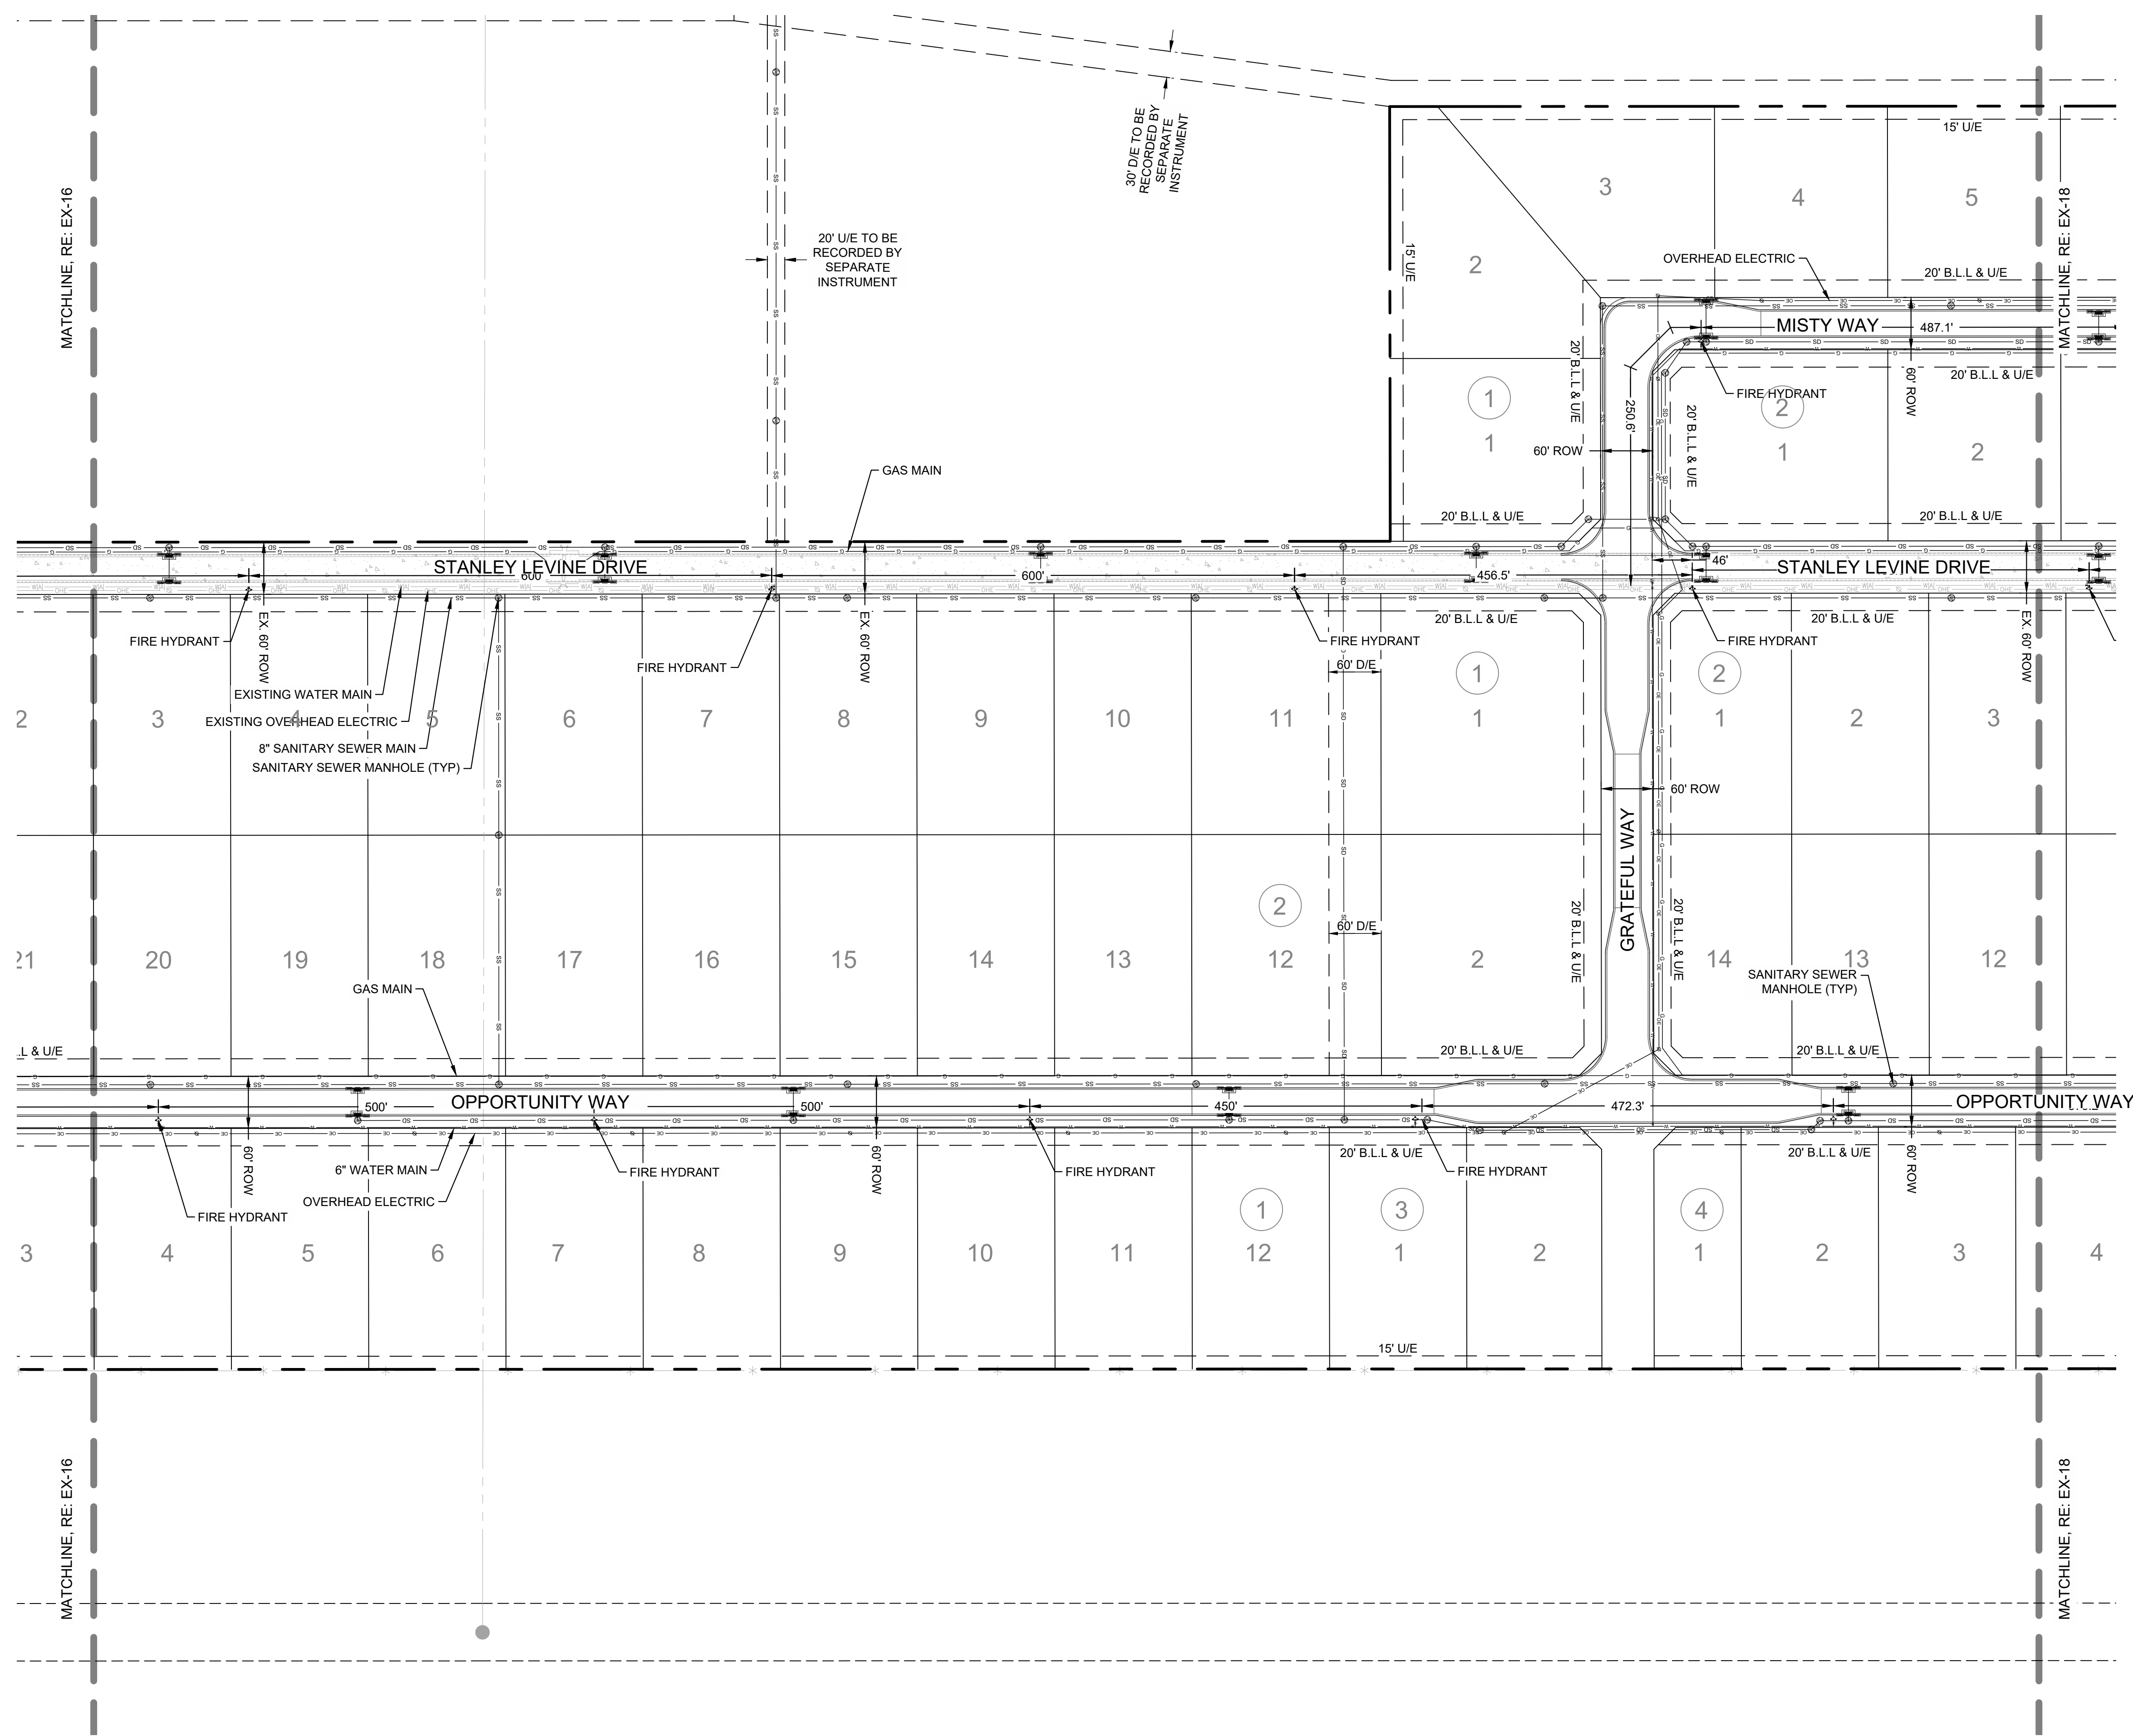 MATCHLINE, RE: EX-16
30' D/E TO BE
RECORDED BY
SEPARATE
INSTRUMENT
20' U/E TO BE
RECORDED BY
SEPARATE
INSTRUMENT
MATCHLINE, RE: EX-18
15' U/E
15' U/E
3
4
5
2
OVERHEAD ELECTRIC
20' B.L.L & U/E
MISTY WAY
487.1'
20' B.L.L & U/E
20' B.L.L & U/E
FIRE HYDRANT
60' ROW
250.6'
20' B.L.L & U/E
1
1
2
1
2
60' ROW
GAS MAIN
20' B.L.L & U/E
20' B.L.L & U/E
STANLEY LEVINE DRIVE
600'
600'
456.5'
46'
STANLEY LEVINE DRIVE
FIRE HYDRANT
EX. 60' ROW
FIRE HYDRANT
EX. 60' ROW
FIRE HYDRANT
20' B.L.L & U/E
FIRE HYDRANT
20' B.L.L & U/E
EX. 60' ROW
60' D/E
EXISTING WATER MAIN
EXISTING OVERHEAD ELECTRIC
8" SANITARY SEWER MAIN
SANITARY SEWER MANHOLE (TYP)
1
2
2
3
4
5
6
7
8
9
10
11
1
1
2
3
60' ROW
GRATEFUL WAY
2
60' D/E
20' B.L.L & U/E
20' B.L.L & U/E
21
20
19
18
17
16
15
14
13
12
2
14
13
12
SANITARY SEWER
MANHOLE (TYP)
GAS MAIN
.L & U/E
20' B.L.L & U/E
20' B.L.L & U/E
500'
OPPORTUNITY WAY
500'
450'
472.3'
OPPORTUNITY WAY
60' ROW
6" WATER MAIN
OVERHEAD ELECTRIC
FIRE HYDRANT
FIRE HYDRANT
60' ROW
FIRE HYDRANT
20' B.L.L & U/E
FIRE HYDRANT
20' B.L.L & U/E
60' ROW
1
3
4
3
4
5
6
7
8
9
10
11
12
1
2
1
2
3
4
15' U/E
MATCHLINE, RE: EX-16
MATCHLINE, RE: EX-18